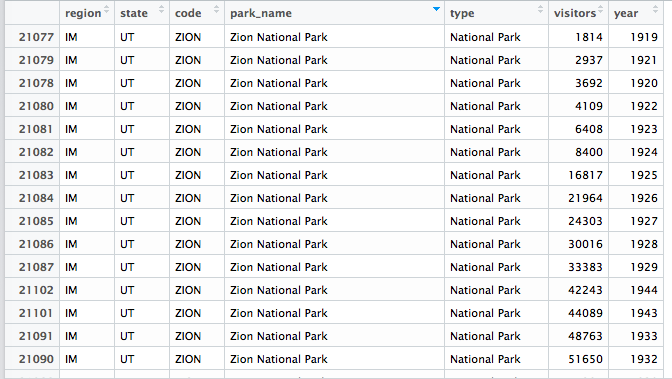 region state code park_name type visitors year
21077 IM UT ZION Zion National Park National Park 1814 1919
21079 IM UT ZION Zion National Park National Park 2937 1921
21078 IM UT ZION Zion National Park National Park 3692 1920
21080 IM UT ZION Zion National Park National Park 4109 1922
21081 IM UT ZION Zion National Park National Park 6408 1923
21082 IM UT ZION Zion National Park National Park 8400 1924
21083 IM UT ZION Zion National Park National Park 16817 1925
21084 IM UT ZION Zion National Park National Park 21964 1926
21085 IM UT ZION Zion National Park National Park 24303 1927
21086 IM UT ZION Zion National Park National Park 30016 1928
21087 IM UT ZION Zion National Park National Park 33383 1929
21102 IM UT ZION Zion National Park National Park 42243 1944
21101 IM UT ZION Zion National Park National Park 44089 1943
21091 IM UT ZION Zion National Park National Park 48763 1933
21090 IM UT ZION Zion National Park National Park 51650 1932